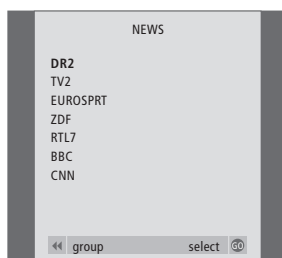 NEWS
DR2
TV2
EUROSPRT
ZDF
RTL7
BBC
CNN
group select GO